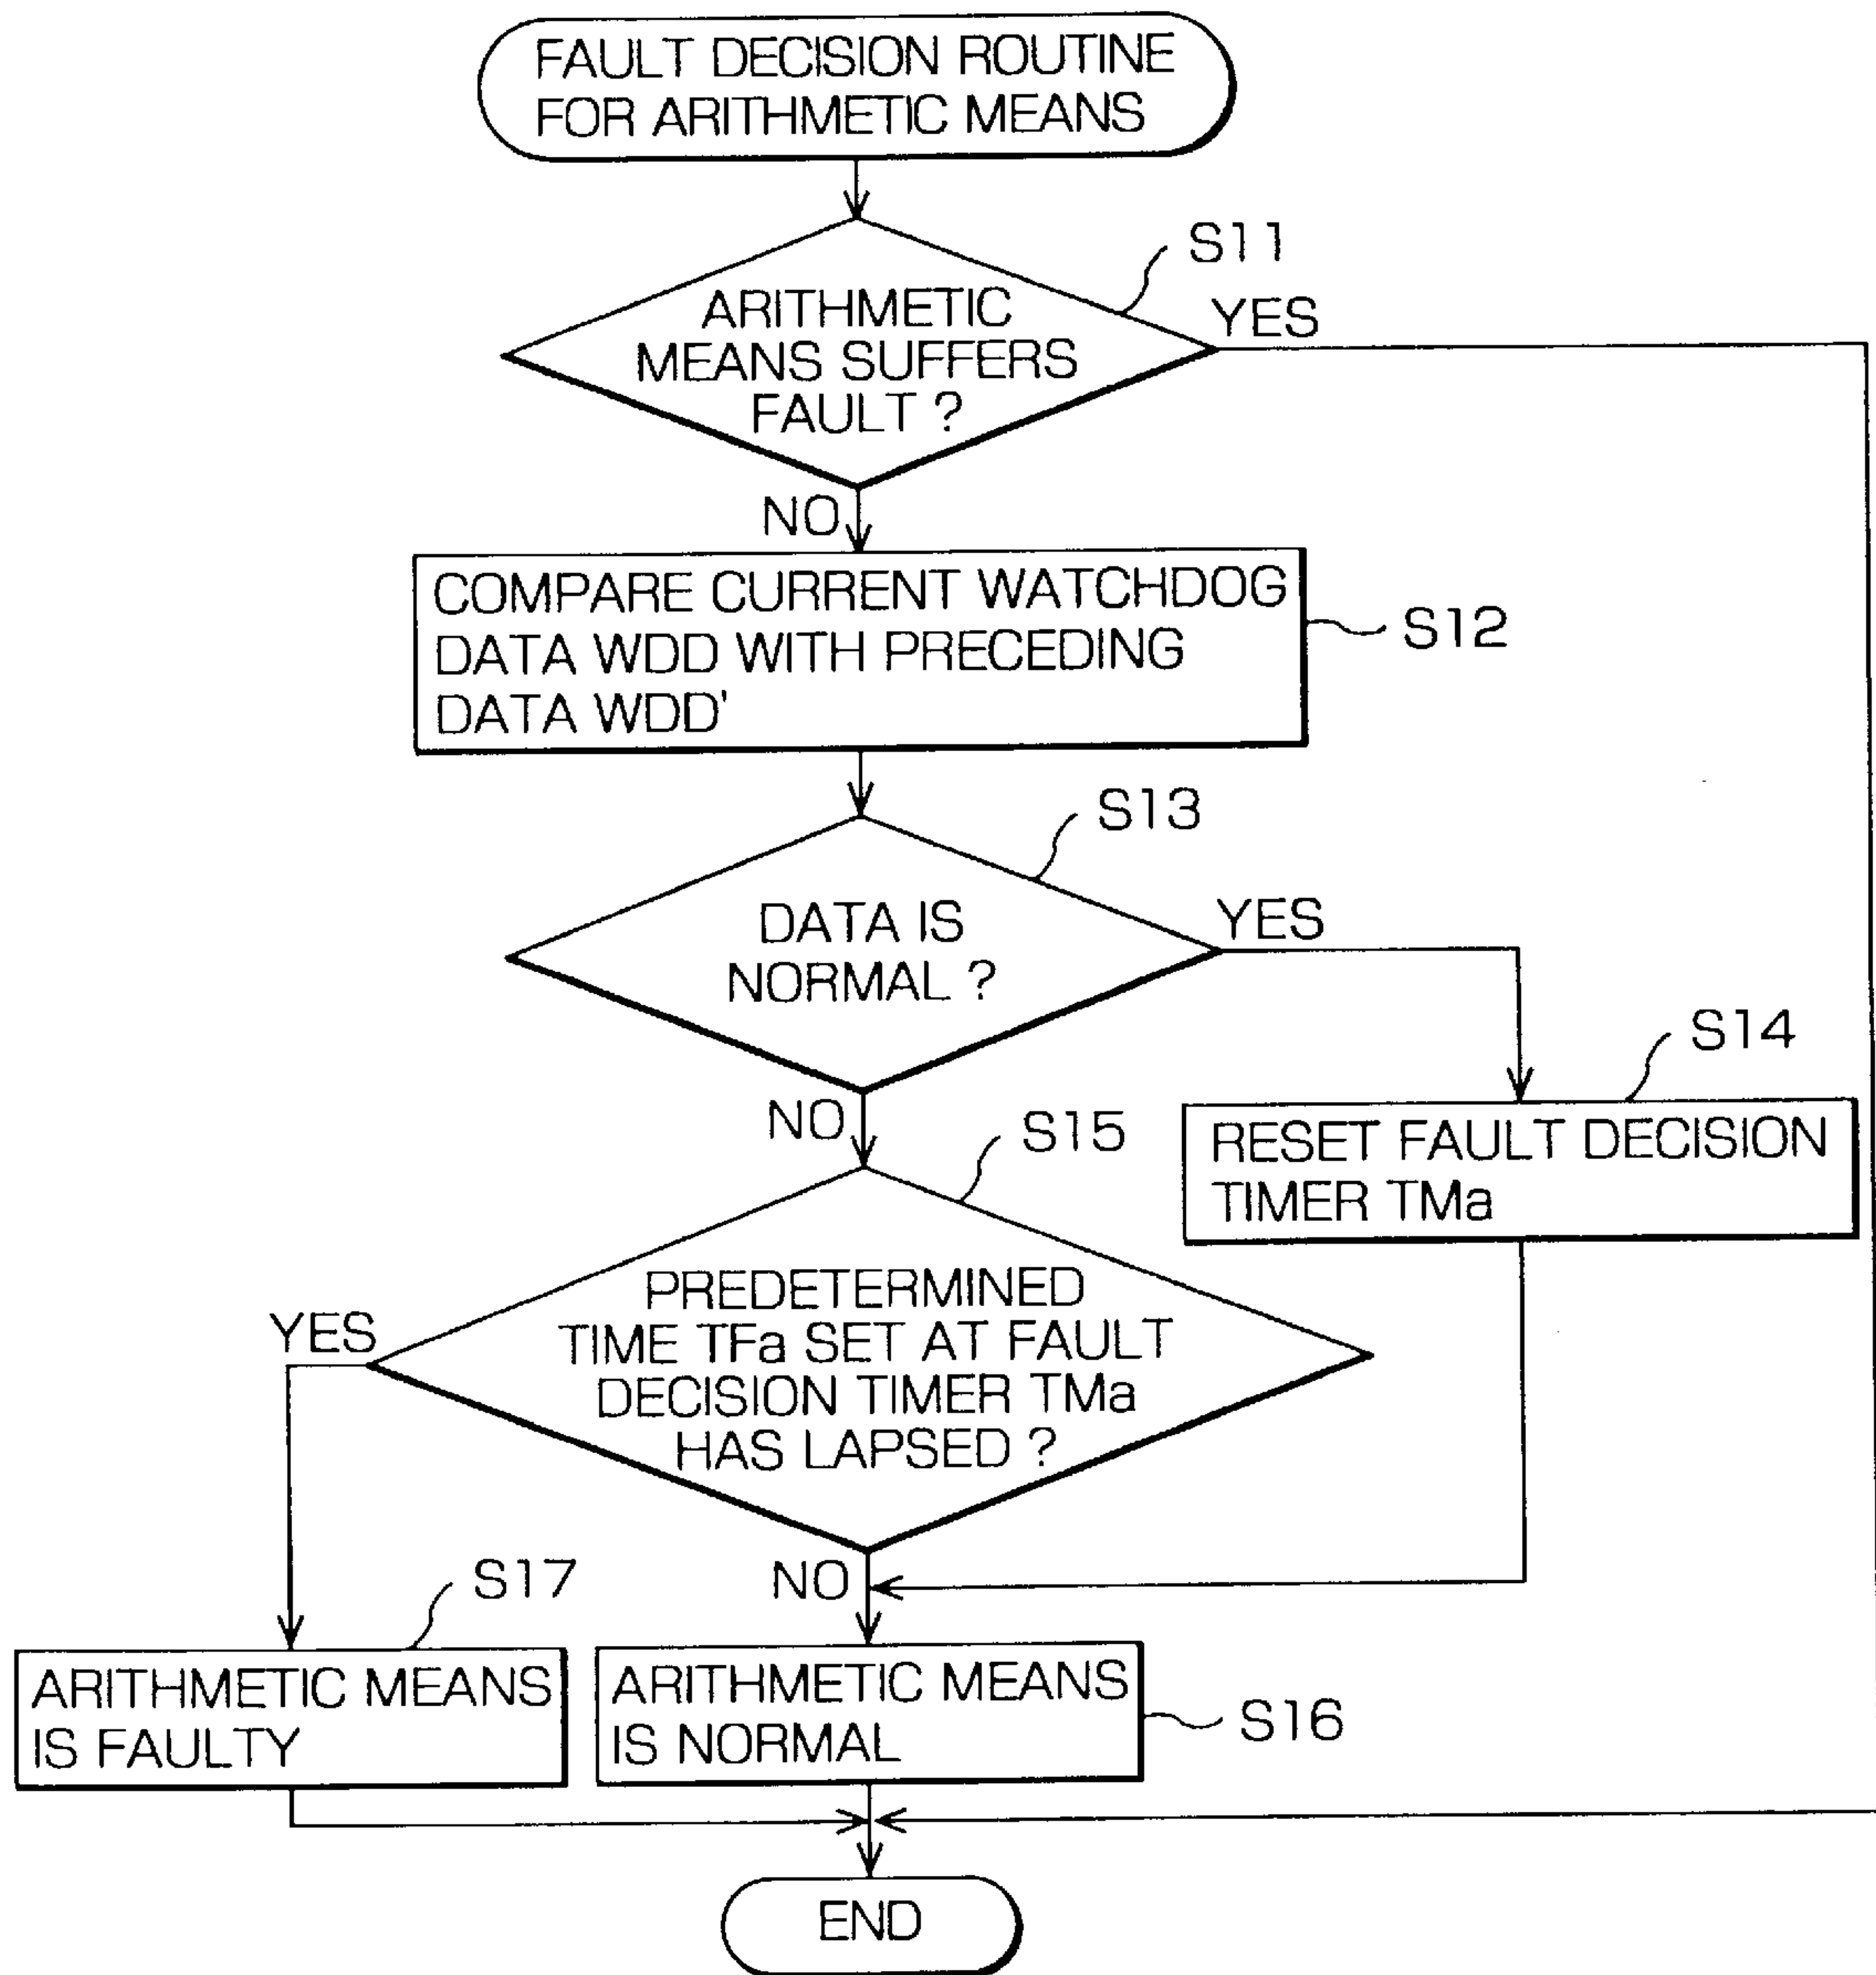 FAULT DECISION ROUTINE
FOR ARITHMETIC MEANS
S11
ARITHMETIC
MEANS SUFFERS
FAULT ?
YES
NO
COMPARE CURRENT WATCHDOG
DATA WDD WITH PRECEDING
DATA WDD'
S12
S13
DATA IS
NORMAL ?
YES
NO
S14
RESET FAULT DECISION
TIMER TMa
S15
PREDETERMINED
TIME TFa SET AT FAULT
DECISION TIMER TMa
HAS LAPSED ?
YES
NO
S17
ARITHMETIC MEANS
IS FAULTY
ARITHMETIC MEANS
IS NORMAL
S16
END